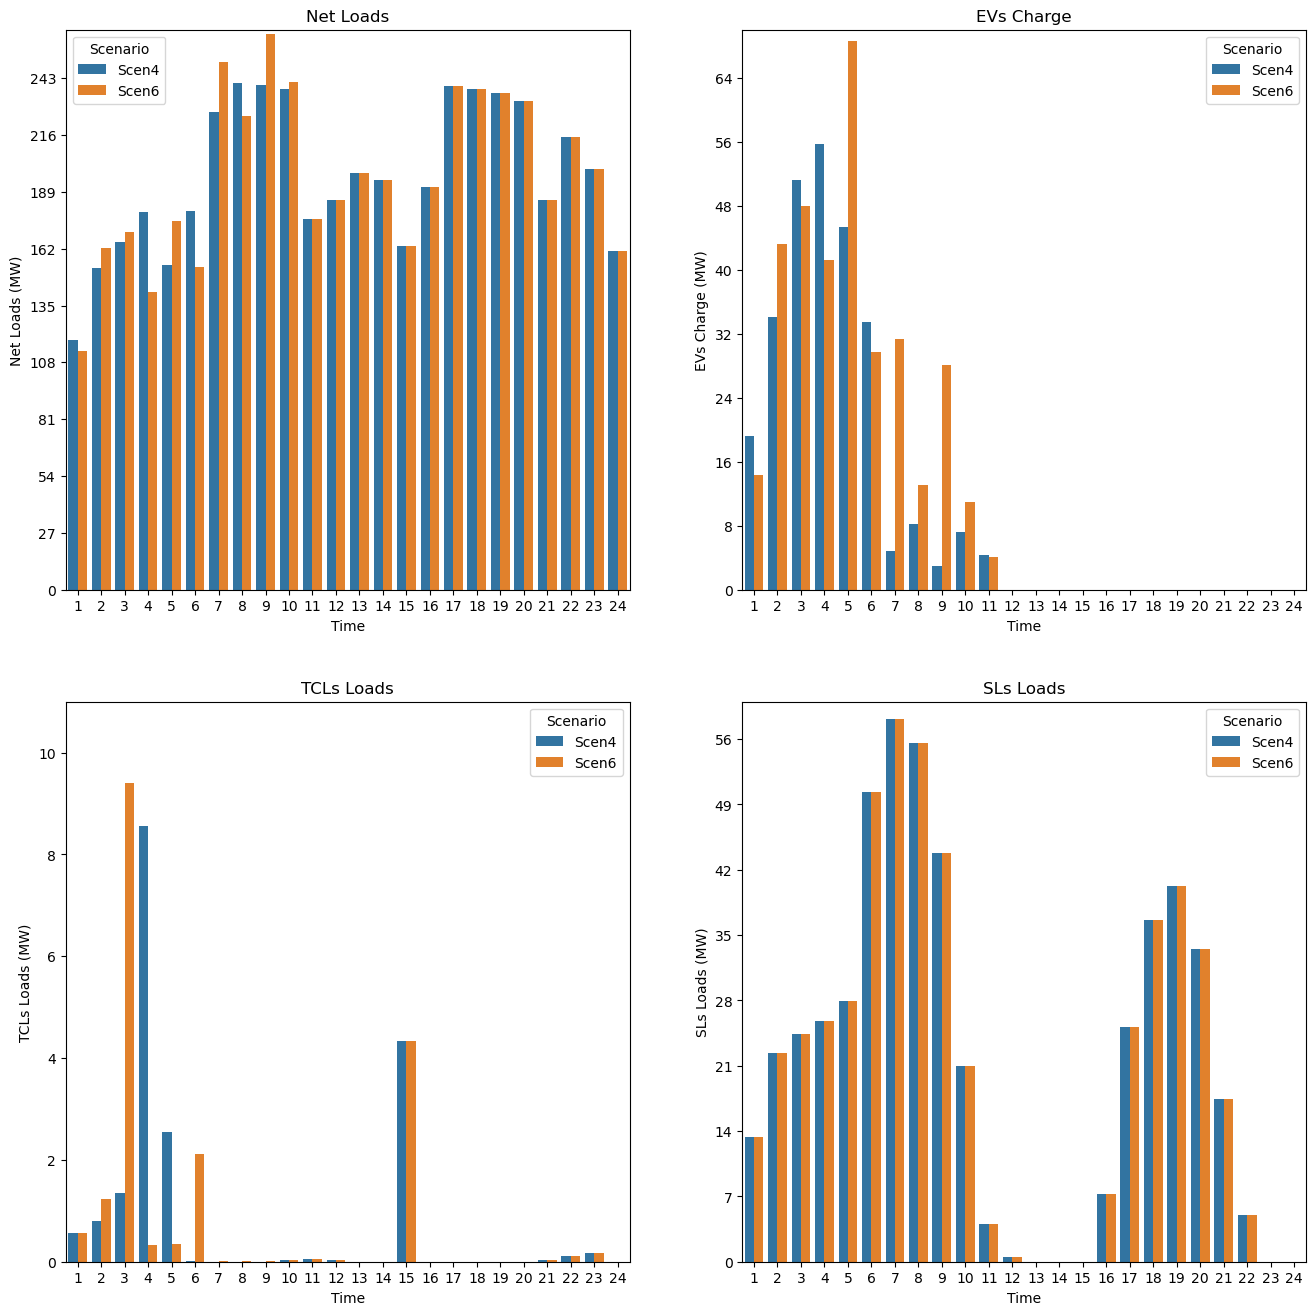 Net Loads
Scenario
Scen4
Scen6
Net Loads (MW)
243
216
189
162
135
108
81
54
27
0
1 2 3 4 5 6 7 8 9 10 11 12 13 14 15 16 17 18 19 20 21 22 23 24
Time
EVs Charge
Scenario
Scen4
Scen6
EVs Charge (MW)
64
56
48
40
32
24
16
8
0
1 2 3 4 5 6 7 8 9 10 11 12 13 14 15 16 17 18 19 20 21 22 23 24
Time
TCLs Loads
Scenario
Scen4
Scen6
TCLs Loads (MW)
10
8
6
4
2
0
1 2 3 4 5 6 7 8 9 10 11 12 13 14 15 16 17 18 19 20 21 22 23 24
Time
SLs Loads
Scenario
Scen4
Scen6
SLs Loads (MW)
56
49
42
35
28
21
14
7
0
1 2 3 4 5 6 7 8 9 10 11 12 13 14 15 16 17 18 19 20 21 22 23 24
Time